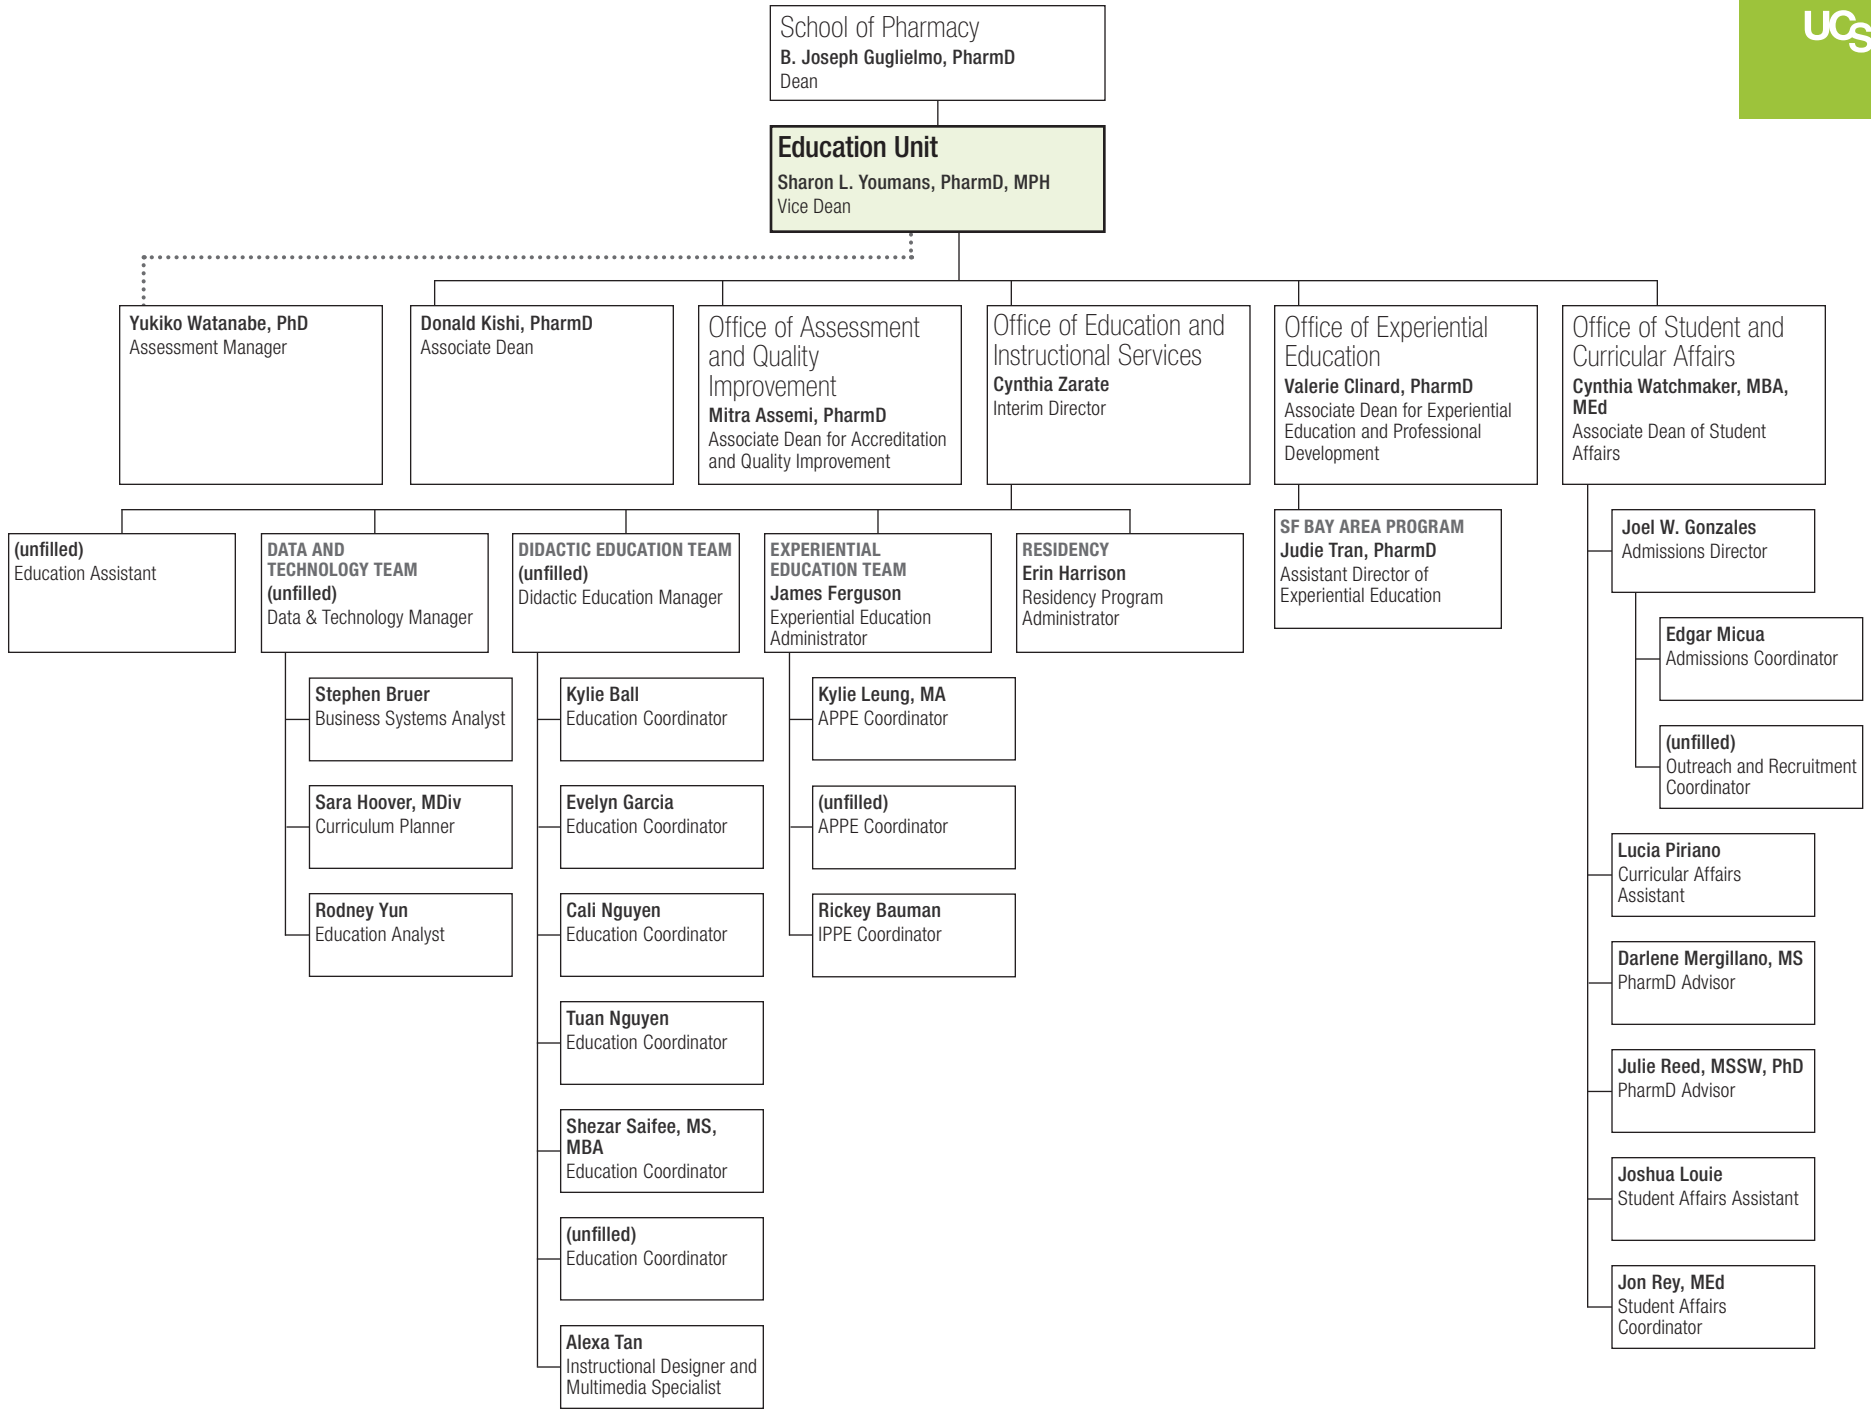 UCS
School of Pharmacy
B. Joseph Guglielmo, PharmD
Dean
Education Unit
Sharon L. Youmans, PharmD, MPH
Vice Dean
Yukiko Watanabe, PhD
Assessment Manager
Donald Kishi, PharmD
Associate Dean
Office of Assessment
and Quality
Improvement
Mitra Assemi, PharmD
Associate Dean for Accreditation
and Quality Improvement
Office of Education and
Instructional Services
Cynthia Zarate
Interim Director
Office of Experiential
Education
Valerie Clinard, PharmD
Associate Dean for Experiential
Education and Professional
Development
Office of Student and
Curricular Affairs
Cynthia Watchmaker, MBA,
MEd
Associate Dean of Student
Affairs
(unfilled)
Education Assistant
DATA AND
TECHNOLOGY TEAM
(unfilled)
Data & Technology Manager
Stephen Bruer
Business Systems Analyst
Sara Hoover, MDiv
Curriculum Planner
Rodney Yun
Education Analyst
DIDACTIC EDUCATION TEAM
(unfilled)
Didactic Education Manager
Kylie Ball
Education Coordinator
Evelyn Garcia
Education Coordinator
Cali Nguyen
Education Coordinator
Tuan Nguyen
Education Coordinator
Shezar Saifee, MS,
MBA
Education Coordinator
(unfilled)
Education Coordinator
Alexa Tan
Instructional Designer and
Multimedia Specialist
EXPERIENTIAL
EDUCATION TEAM
James Ferguson
Experiential Education
Administrator
Kylie Leung, MA
APPE Coordinator
(unfilled)
APPE Coordinator
Rickey Bauman
IPPE Coordinator
RESIDENCY
Erin Harrison
Residency Program
Administrator
SF BAY AREA PROGRAM
Judie Tran, PharmD
Assistant Director of
Experiential Education
Joel W. Gonzales
Admissions Director
Edgar Micua
Admissions Coordinator
(unfilled)
Outreach and Recruitment
Coordinator
Lucia Piriano
Curricular Affairs
Assistant
Darlene Mergillano, MS
PharmD Advisor
Julie Reed, MSSW, PhD
PharmD Advisor
Joshua Louie
Student Affairs Assistant
Jon Rey, MEd
Student Affairs
Coordinator